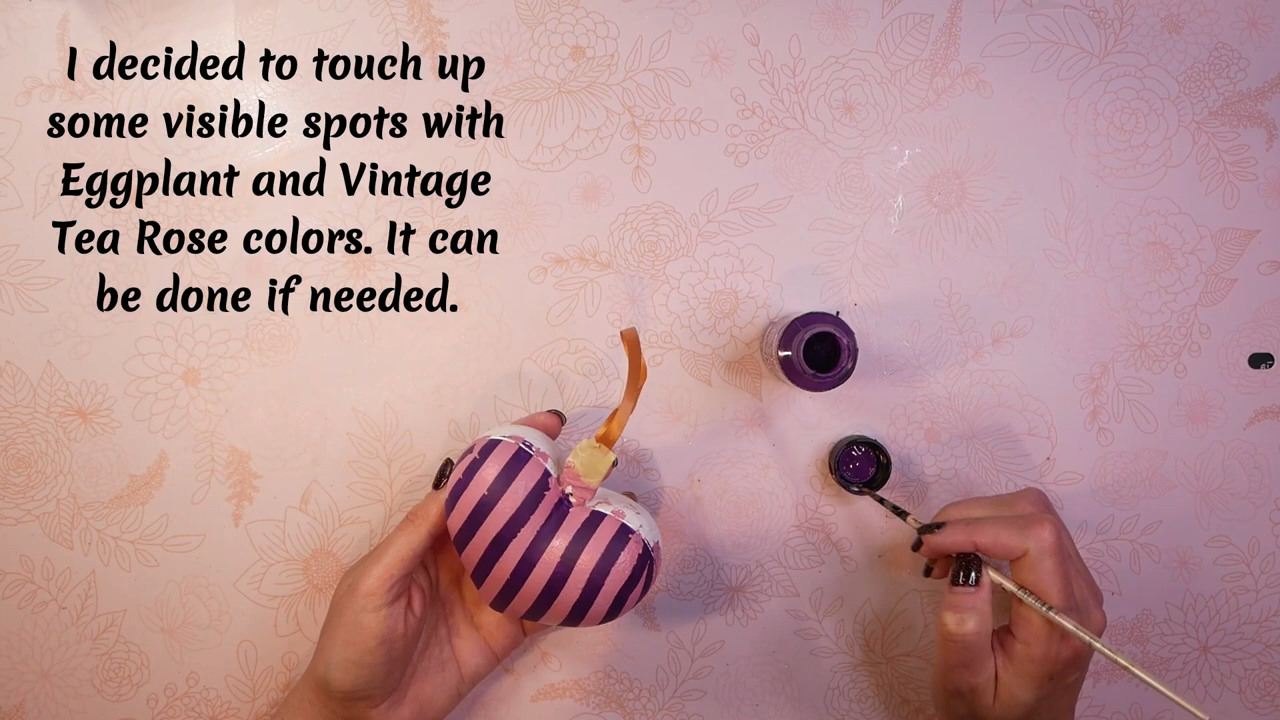 I decided to touch up
some visible spots with
Eggplant and Vintage
Tea Rose colors. It can
be done if needed.